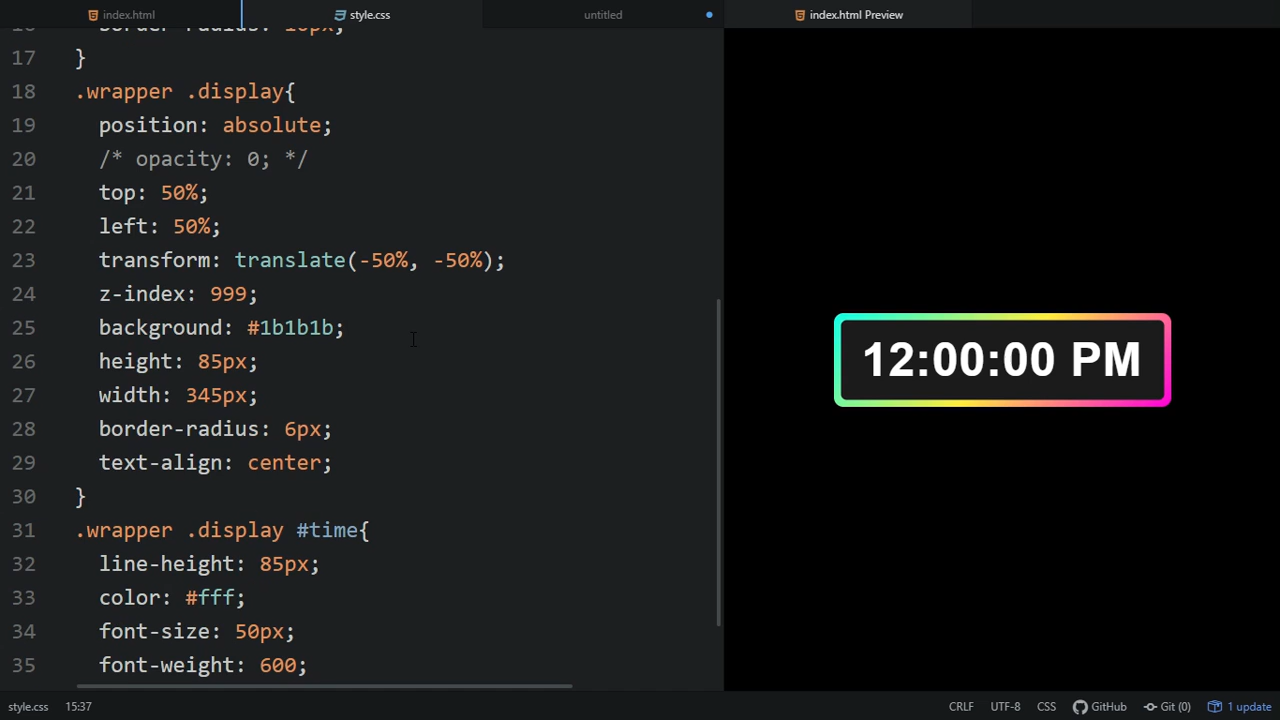 index.html
style.css
untitled
index.html Preview
16 border-radius: 10px;
17 }
18 .wrapper .display{
19 position: absolute;
20 /* opacity: 0; */
21 top: 50%;
22 left: 50%;
23 transform: translate(-50%, -50%);
24 z-index: 999;
25 background: #1b1b1b;
26 height: 85px;
27 width: 345px;
28 border-radius: 6px;
29 text-align: center;
30 }
31 .wrapper .display #time{
32 line-height: 85px;
33 color: #fff;
34 font-size: 50px;
35 font-weight: 600;
12:00:00 PM
style.css 15:37 CRLF UTF-8 CSS GitHub Git (0) 1 update